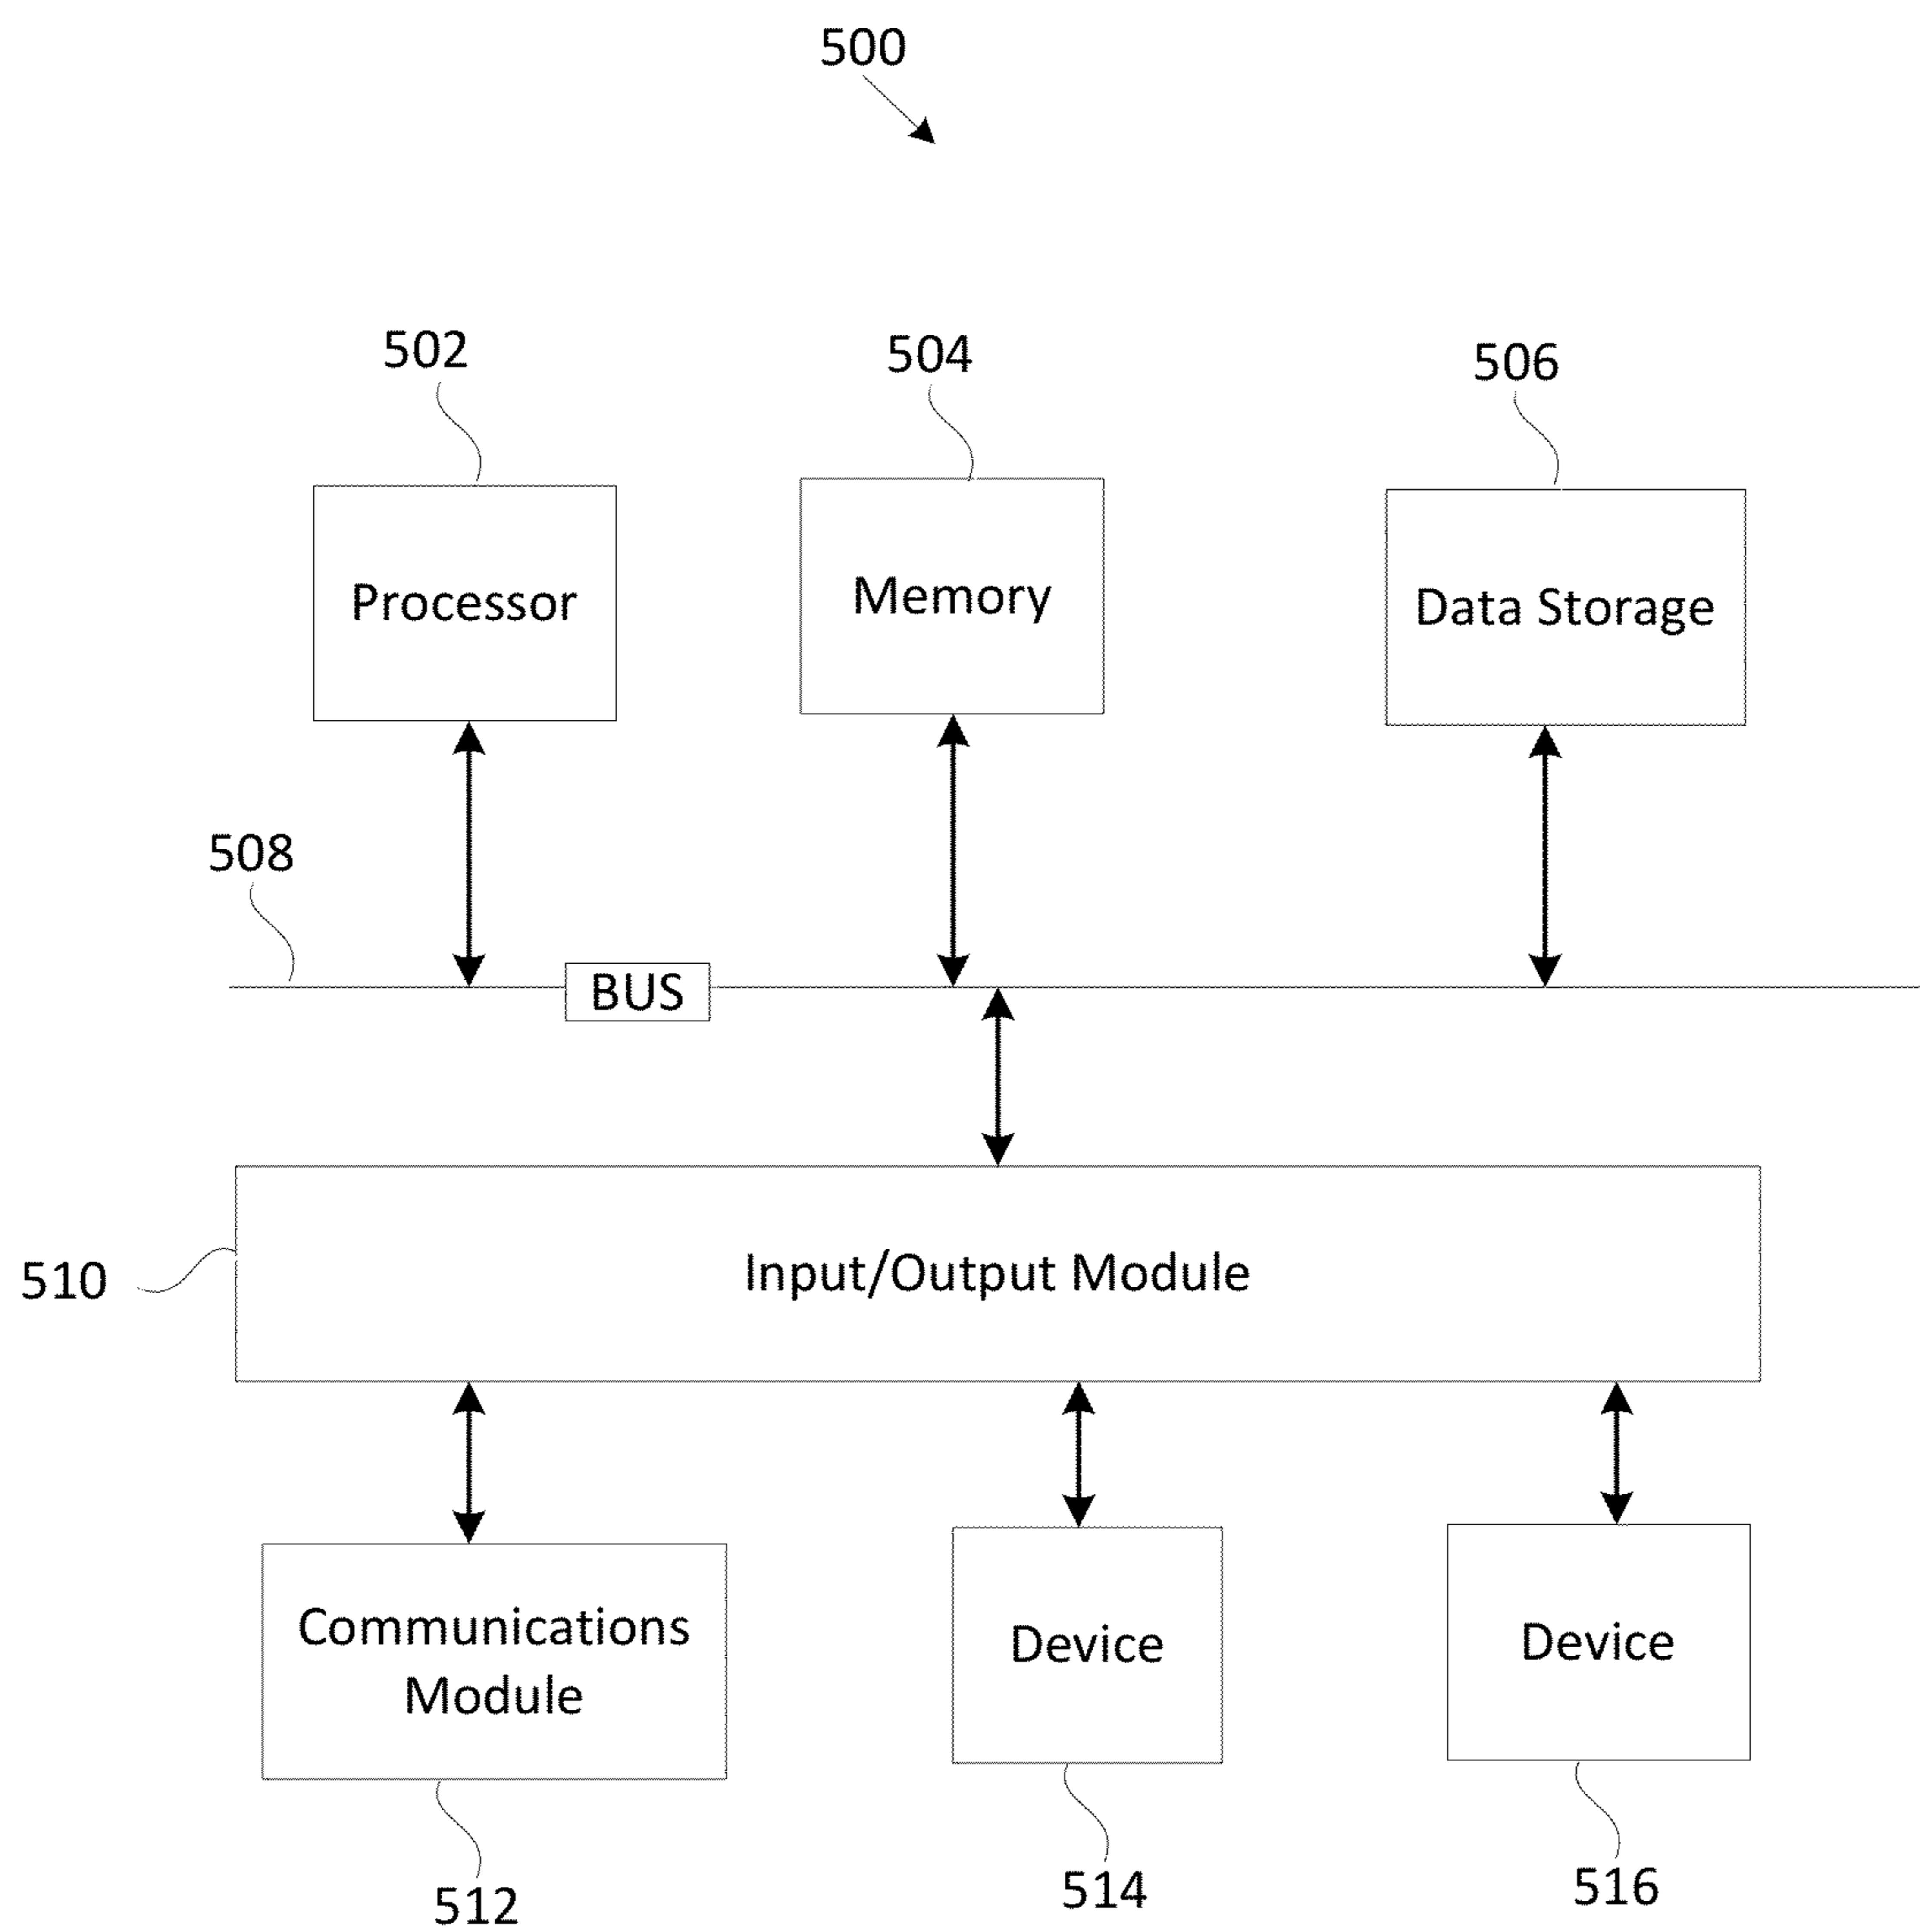 500
502
504
506
Processor
Memory
Data Storage
508
BUS
510
Input/Output Module
Communications
Module
Device
Device
512
514
516